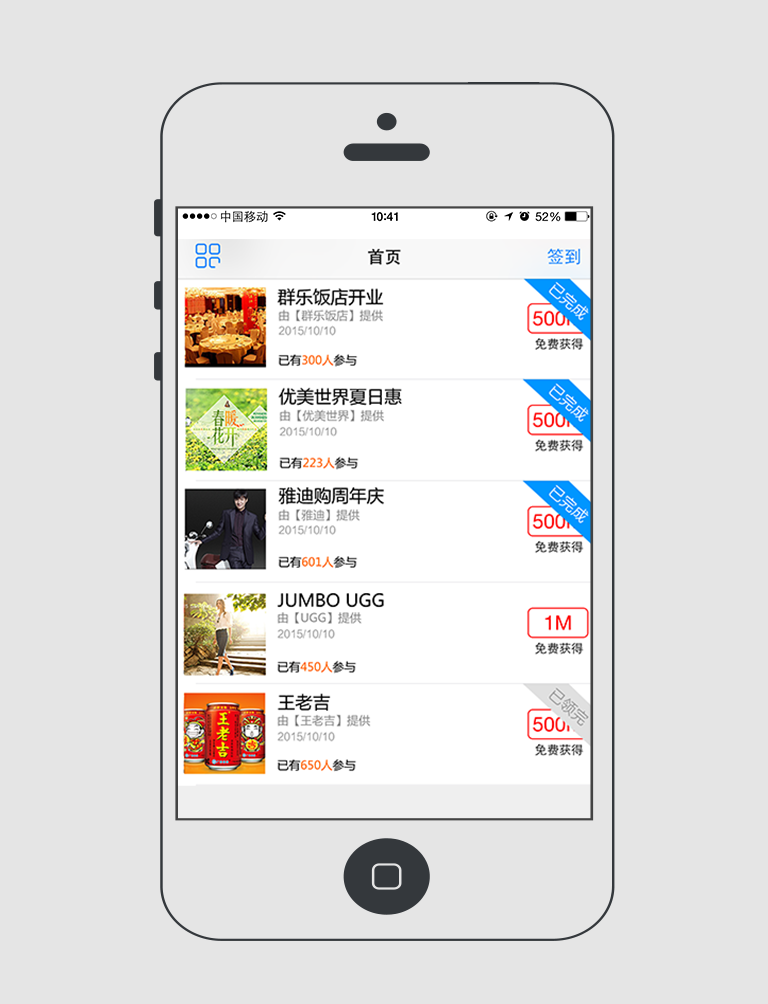 中国移动 10:41 52%
首页 签到
群乐饭店开业
由【群乐饭店】提供
2015/10/10
已有300人参与
已完成
500
免费获得
春暖
花开
优美世界夏日惠
由【优美世界】提供
2015/10/10
已有223人参与
已完成
500
免费获得
雅迪购周年庆
由【雅迪】提供
2015/10/10
已有601人参与
已完成
500
免费获得
JUMBO UGG
由【UGG】提供
2015/10/10
已有450人参与
1M
免费获得
王老吉
王老吉
由【王老吉】提供
2015/10/10
已有650人参与
已领完
500
免费获得